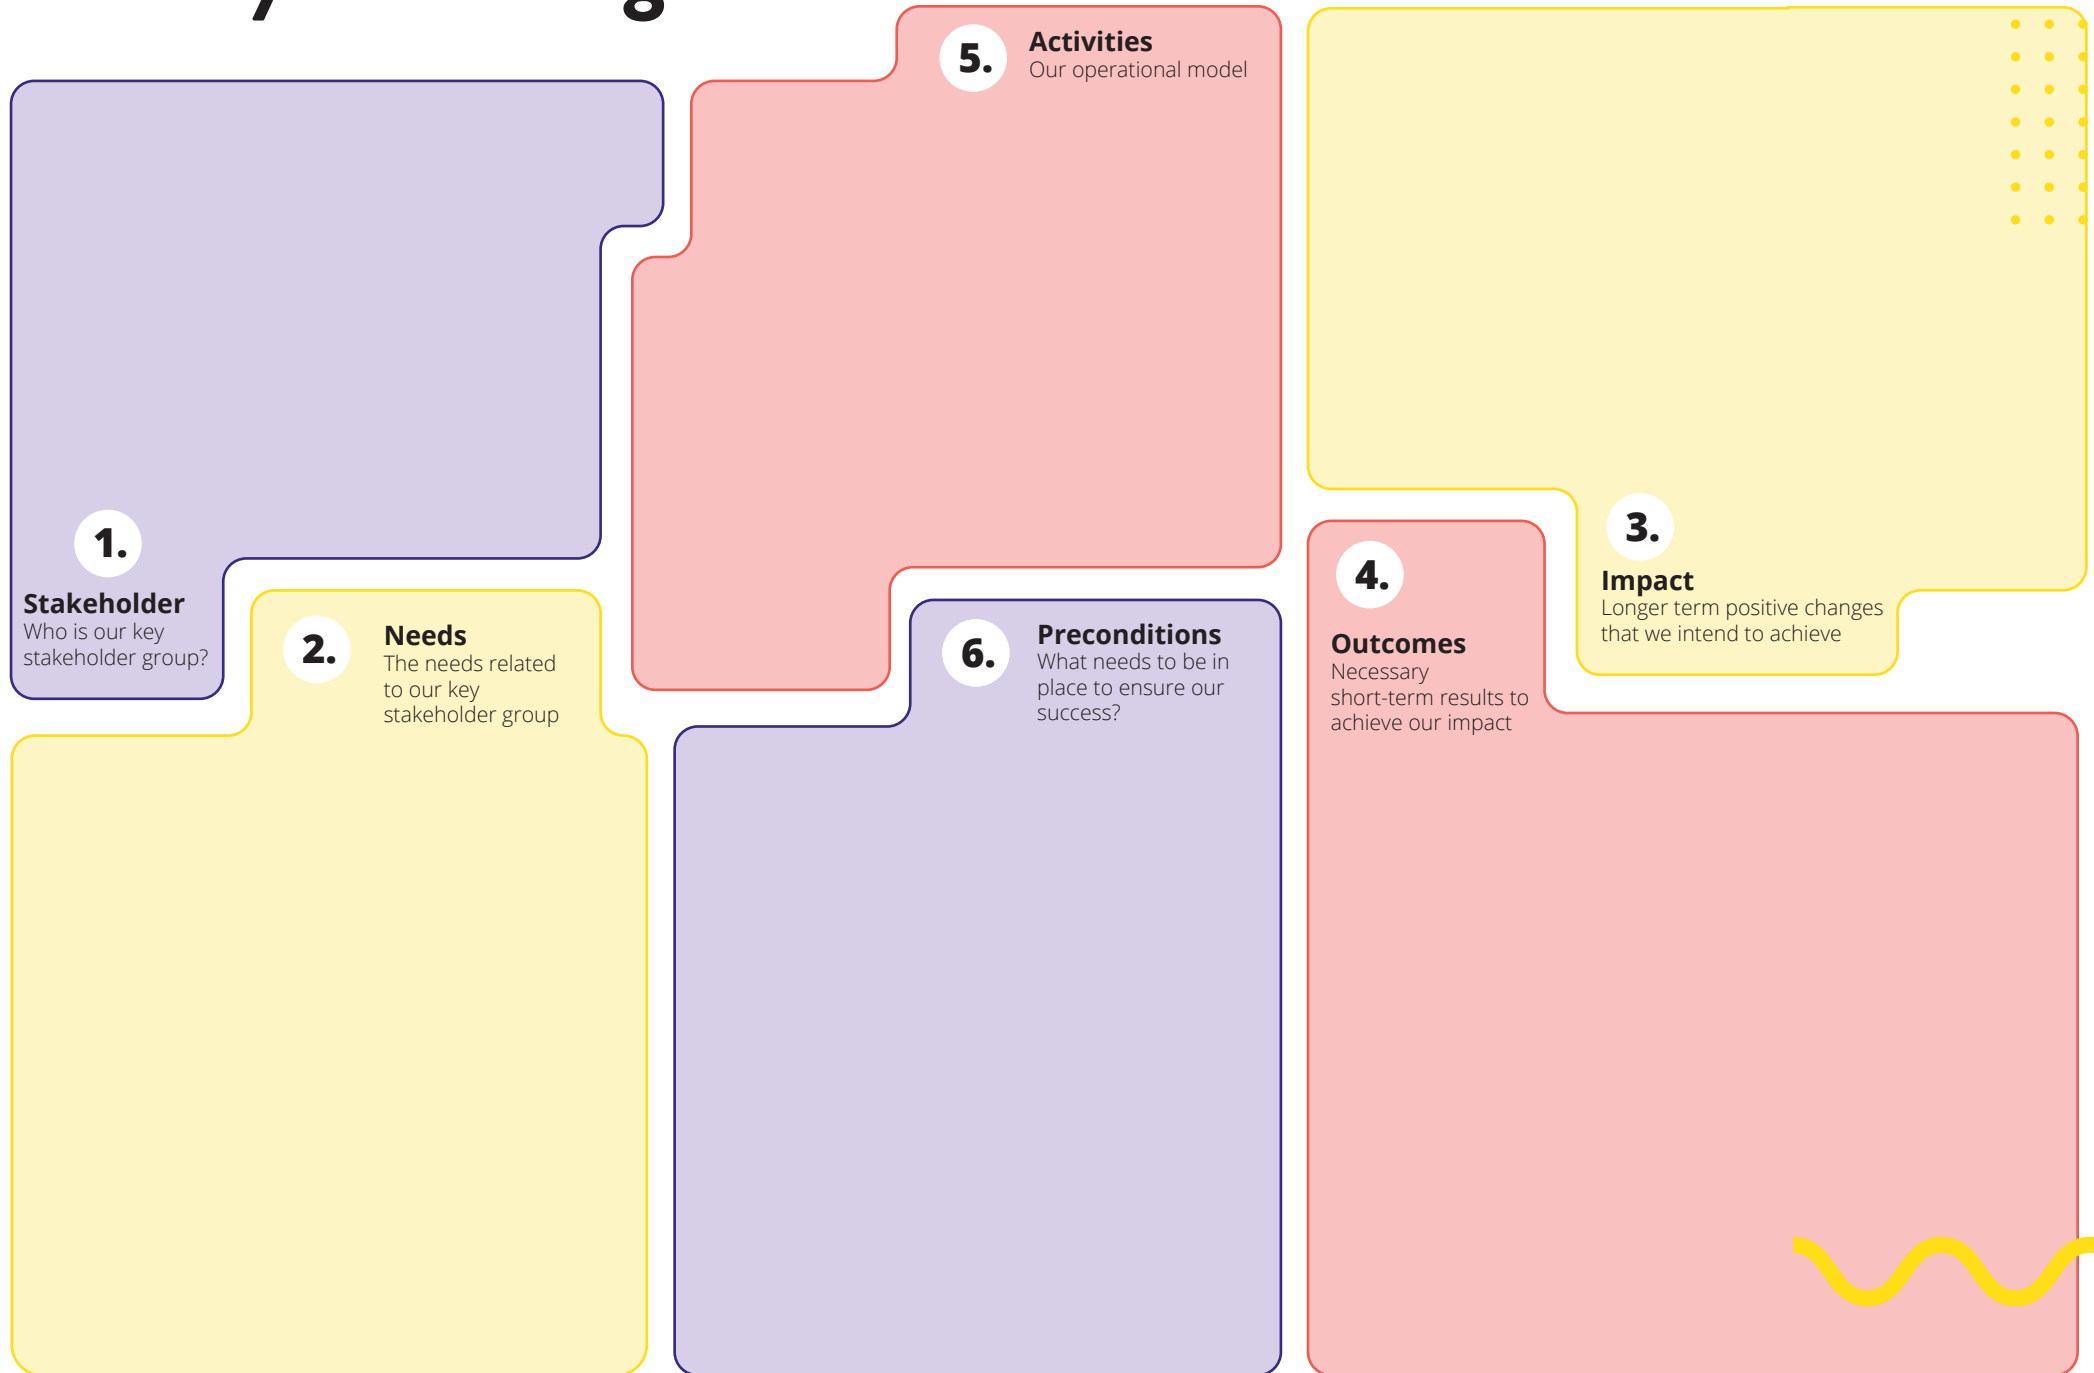 1.
Stakeholder
Who is our key
stakeholder group?
2.
Needs
The needs related
to our key
stakeholder group
3.
Impact
Longer term positive changes
that we intend to achieve
4.
Outcomes
Necessary
short-term results to
achieve our impact
5.
Activities
Our operational model
6.
Preconditions
What needs to be in
place to ensure our
success?